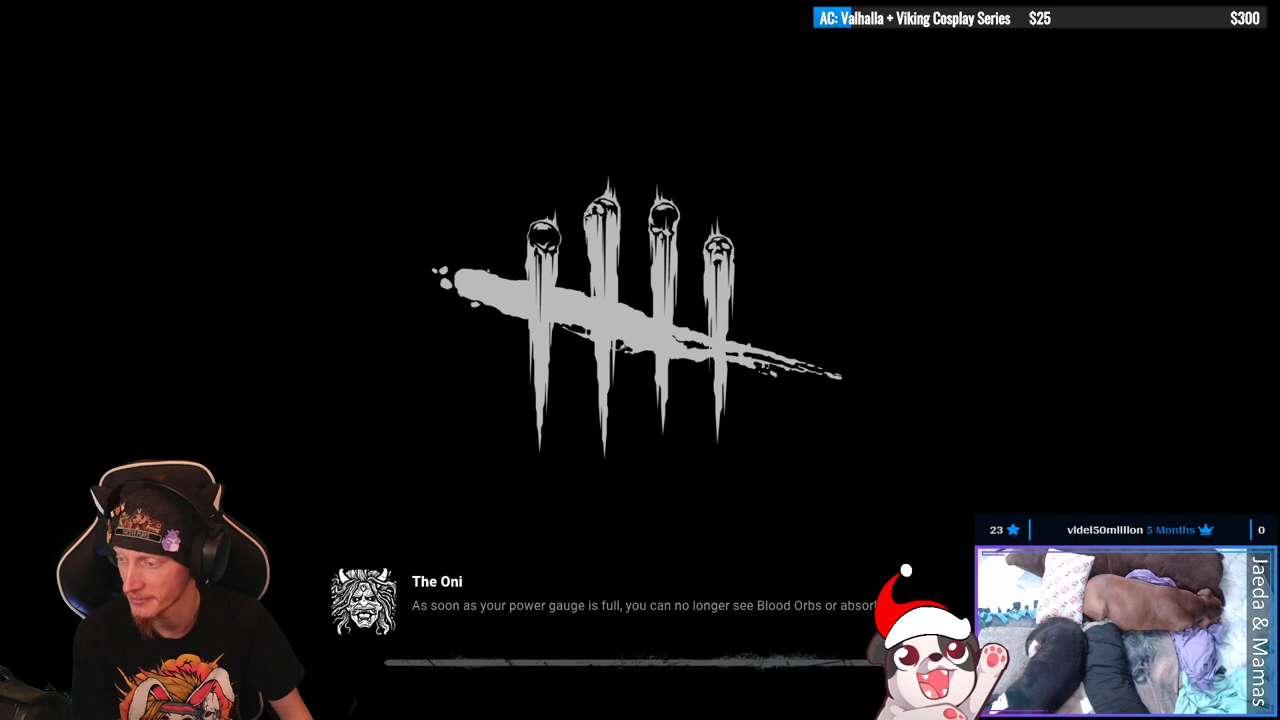 AC: Valhalla + Viking Cosplay Series $25 $300
23 videl50million 5 Months 0
The Oni
As soon as your power gauge is full, you can no longer see Blood Orbs or absor
Jaeda & Mamas